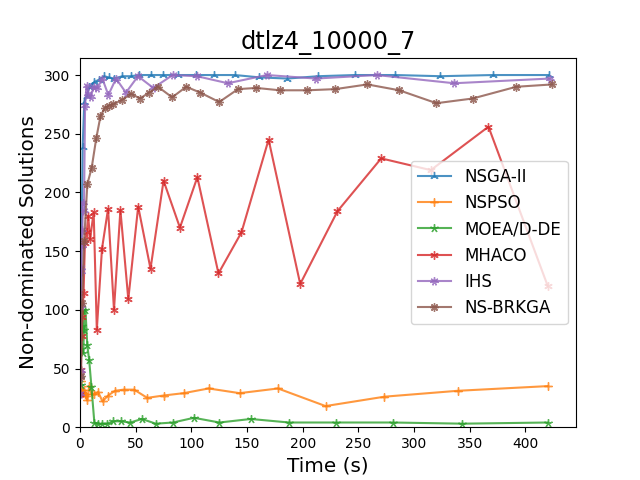 dtlz4_10000_7
Non-dominated Solutions
300
250
200
150
100
50
0
0 50 100 150 200 250 300 350 400
Time (s)
NSGA-II
NSPSO
MOEA/D-DE
MHACO
IHS
NS-BRKGA